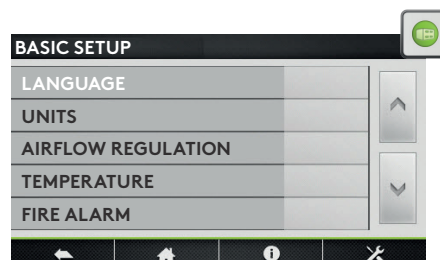 BASIC SETUP
LANGUAGE
UNITS
AIRFLOW REGULATION
TEMPERATURE
FIRE ALARM